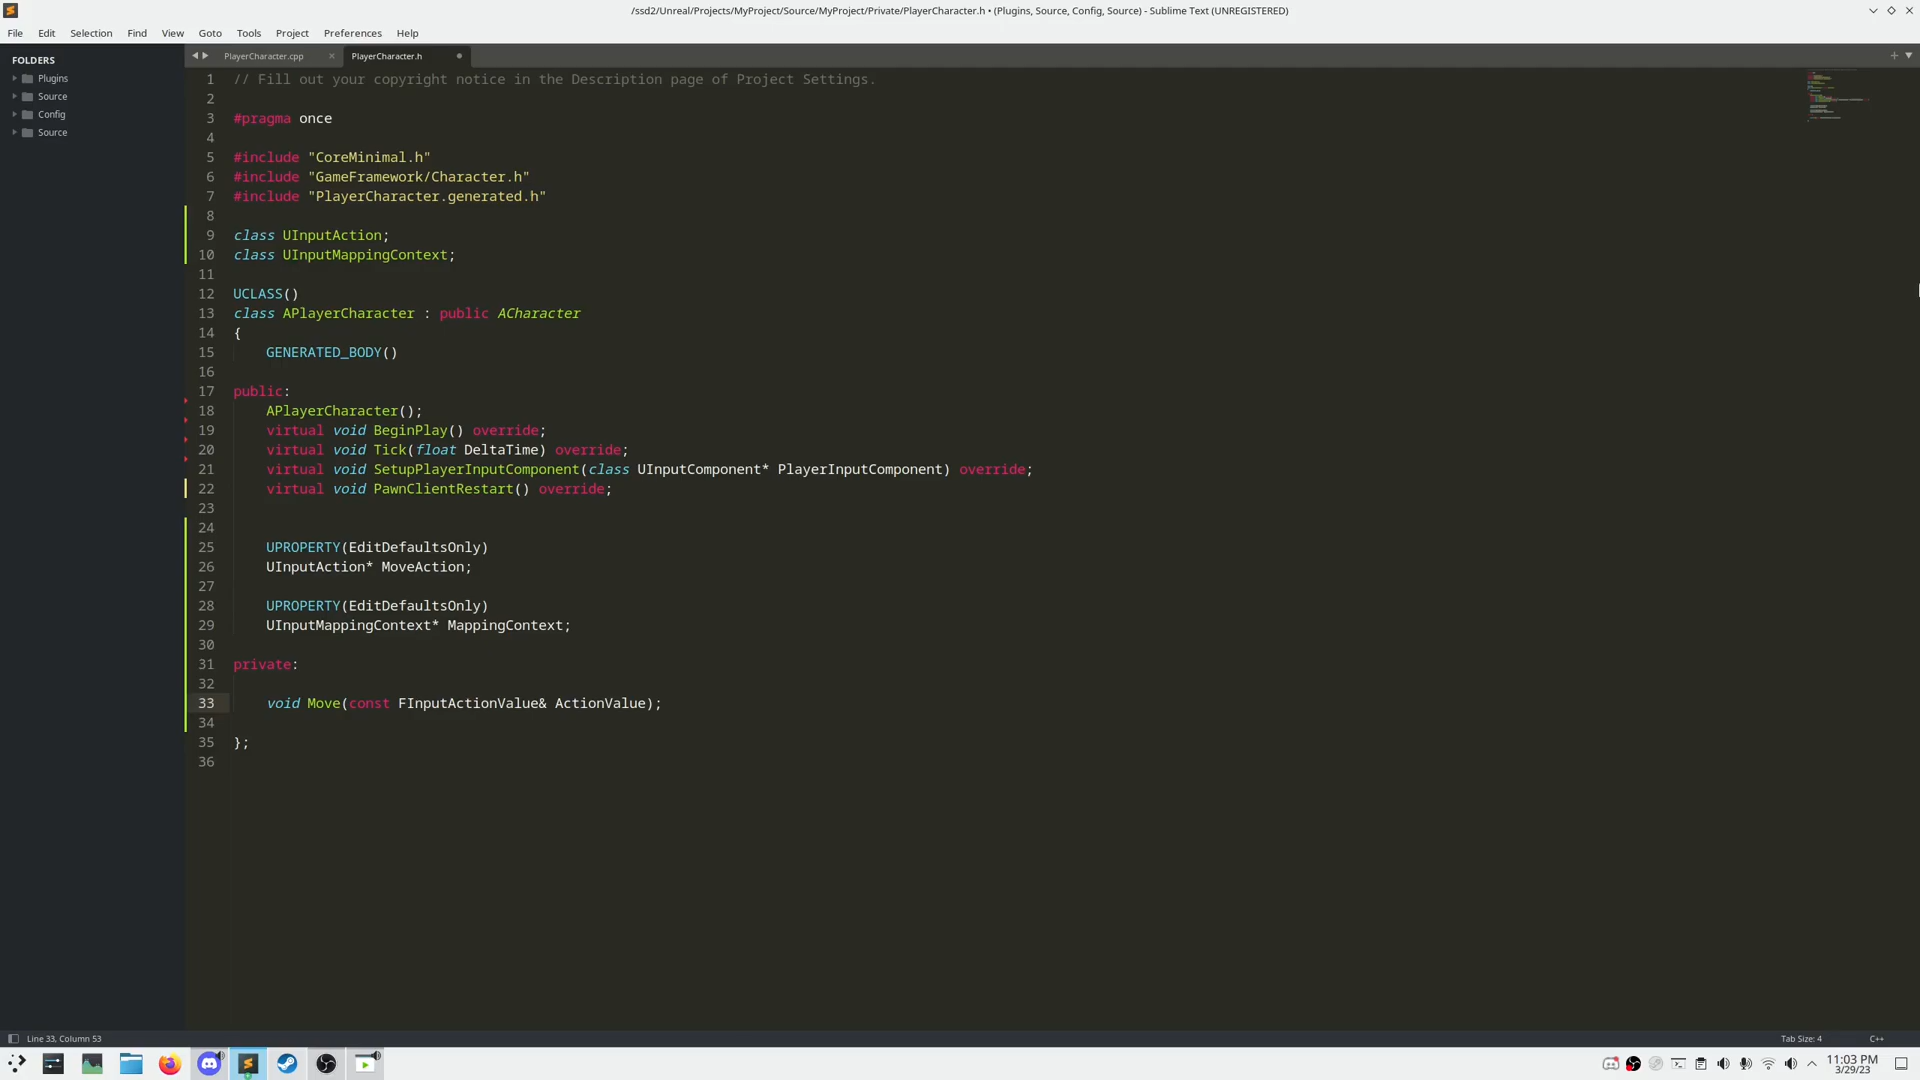 /ssd2/Unreal/Projects/MyProject/Source/MyProject/Private/PlayerCharacter.h • (Plugins, Source, Config, Source) - Sublime Text (UNREGISTERED)
File Edit Selection Find View Goto Tools Project Preferences Help
FOLDERS
Plugins
Source
Config
Source
PlayerCharacter.cpp
PlayerCharacter.h
1 // Fill out your copyright notice in the Description page of Project Settings.
2
3 #pragma once
4
5 #include "CoreMinimal.h"
6 #include "GameFramework/Character.h"
7 #include "PlayerCharacter.generated.h"
8
9 class UInputAction;
10 class UInputMappingContext;
11
12 UCLASS()
13 class APlayerCharacter : public ACharacter
14 {
15 GENERATED_BODY()
16
17 public:
18 APlayerCharacter();
19 virtual void BeginPlay() override;
20 virtual void Tick(float DeltaTime) override;
21 virtual void SetupPlayerInputComponent(class UInputComponent* PlayerInputComponent) override;
22 virtual void PawnClientRestart() override;
23
24
25 UPROPERTY(EditDefaultsOnly)
26 UInputAction* MoveAction;
27
28 UPROPERTY(EditDefaultsOnly)
29 UInputMappingContext* MappingContext;
30
31 private:
32
33 void Move(const FInputActionValue& ActionValue);
34
35 };
36
Line 33, Column 53
Tab Size: 4
C++
11:03 PM
3/29/23